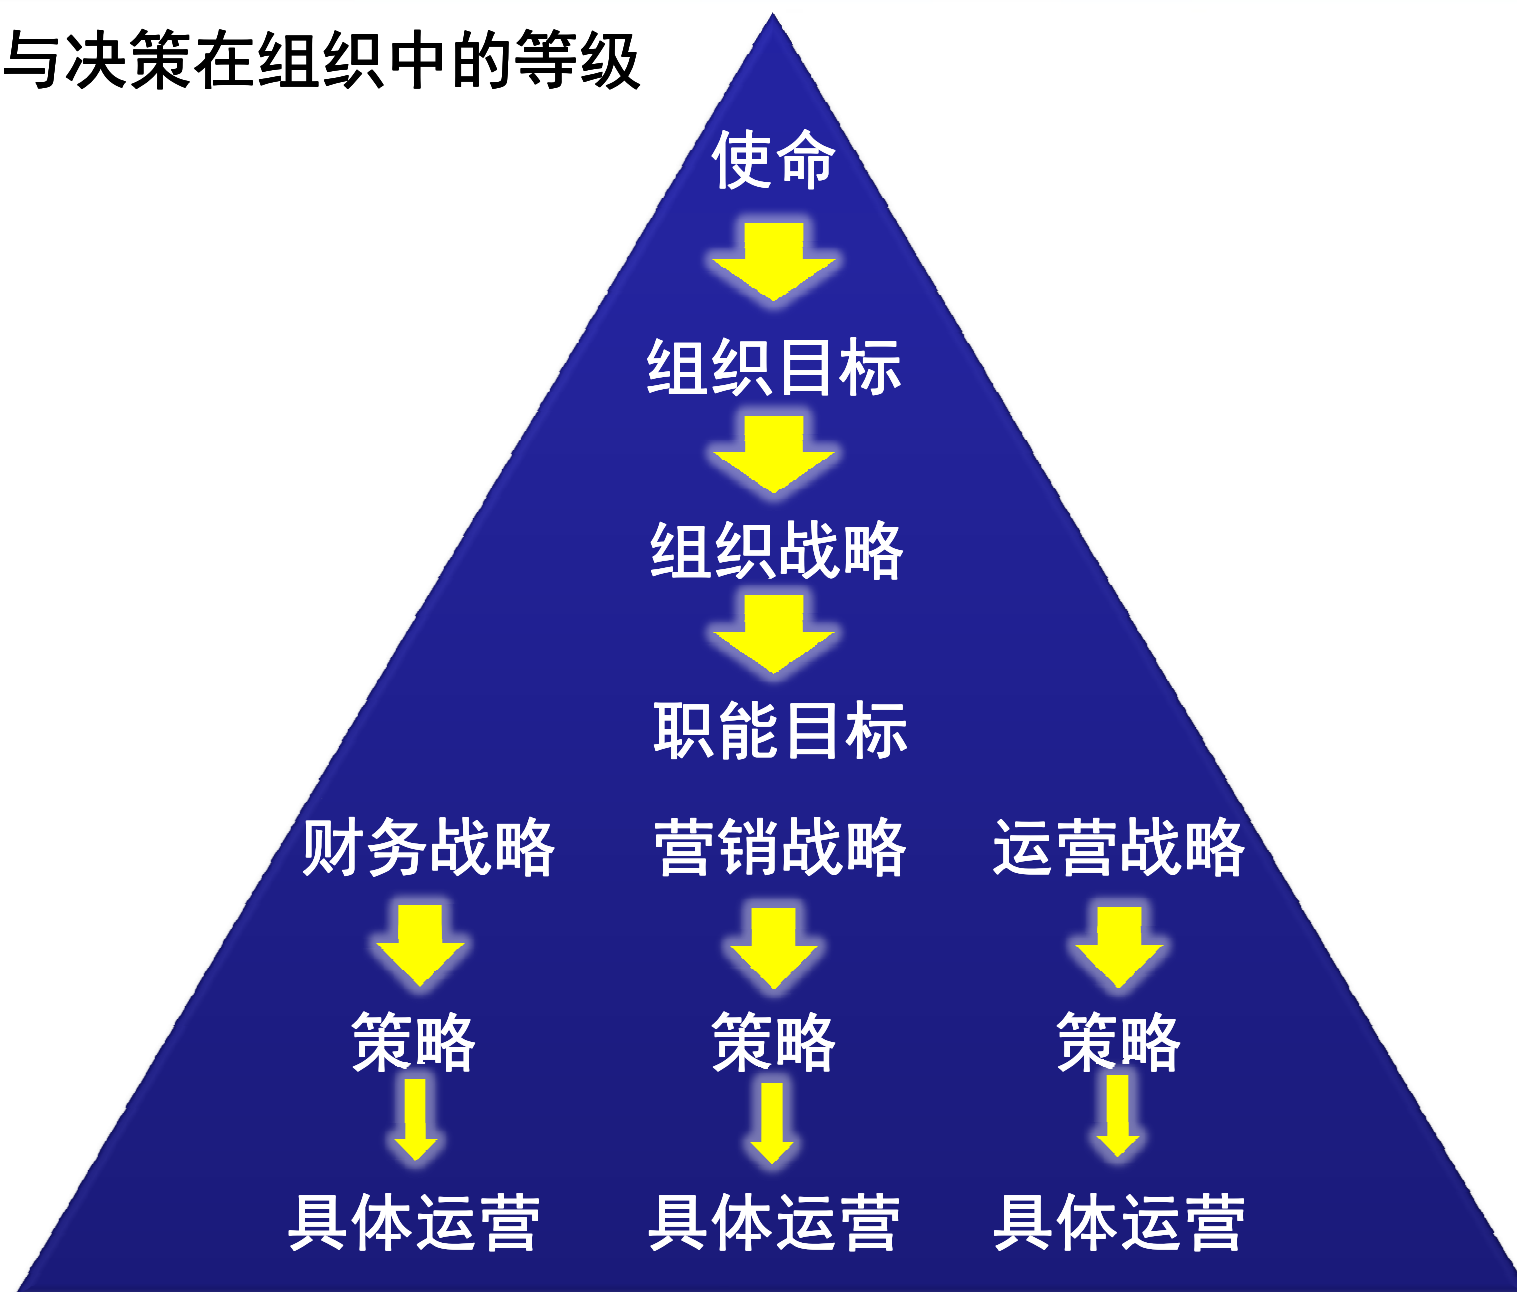 与决策在组织中的等级
使命
组织目标
组织战略
职能目标
财务战略 营销战略 运营战略
策略 策略 策略
具体运营 具体运营 具体运营